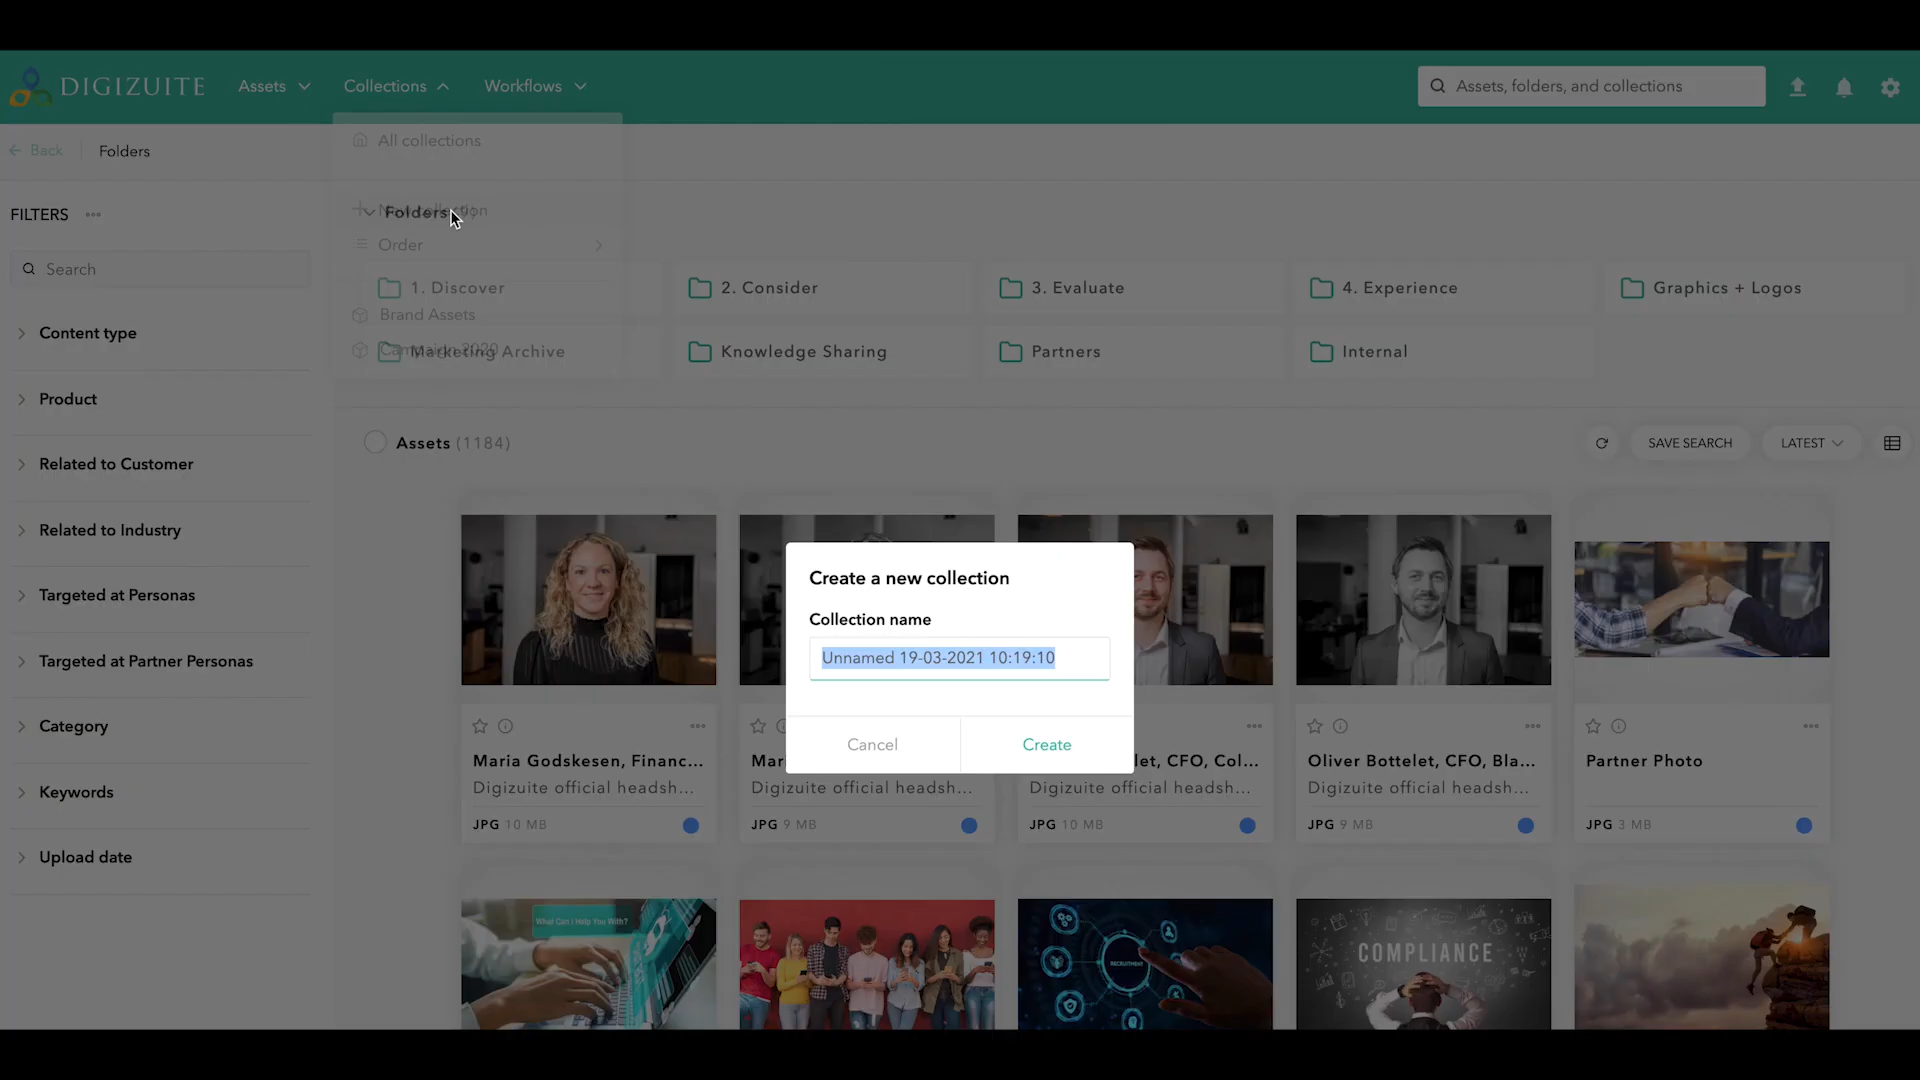 DIGIZUITE
Assets
Collections
Workflows
Assets, folders, and collections
Back
Folders
All collections
New collection
Folders
Order
FILTERS
Search
1. Discover
2. Consider
3. Evaluate
4. Experience
Graphics + Logos
Brand Assets
Campaign 2020
Marketing Archive
Knowledge Sharing
Partners
Internal
Content type
Product
Related to Customer
Related to Industry
Targeted at Personas
Targeted at Partner Personas
Category
Keywords
Upload date
Assets (1184)
SAVE SEARCH
LATEST
Create a new collection
Collection name
Unnamed 19-03-2021 10:19:10
Cancel
Create
Maria Godskesen, Financ...
Digizuite official headsh...
JPG 10 MB
Digizuite official headsh...
JPG 9 MB
CFO, Col...
Digizuite official headsh...
JPG 10 MB
Oliver Bottelet, CFO, Bla...
Digizuite official headsh...
JPG 9 MB
Partner Photo
JPG 3 MB
What Can I Help You With?
RECRUITMENT
COMPLIANCE